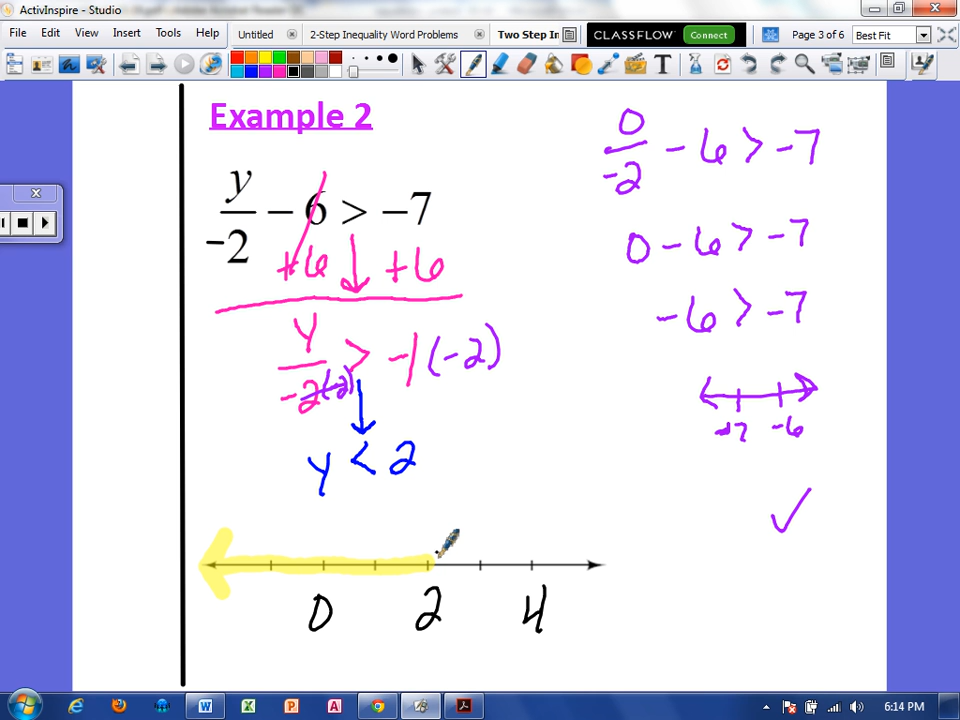 ActivInspire - Studio
File Edit View Insert Tools Help Untitled 2-Step Inequality Word Problems Two Step In CLASSFLOW Connect Page 3 of 6 Best Fit
Example 2
y/-2 - 6 > -7
+6 +6
y/-2 (-2) > -1 (-2)
y < 2
0 2 4
0/-2 - 6 > -7
0 - 6 > -7
-6 > -7
-7 -6
6:14 PM